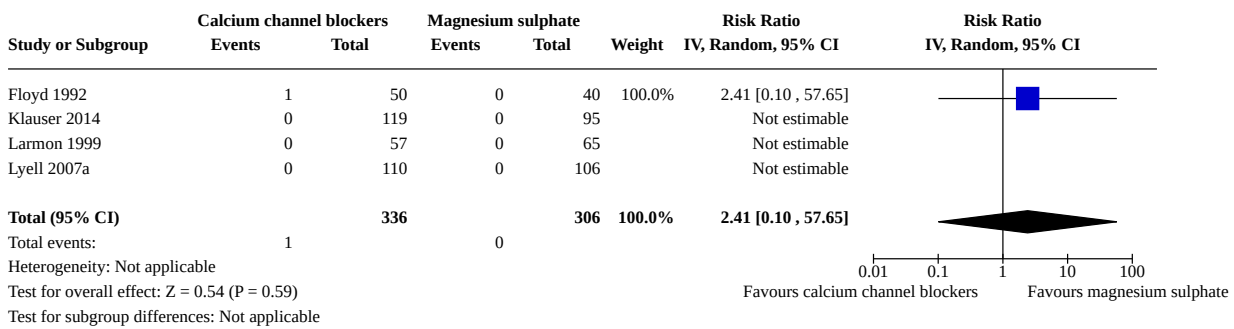 Calcium channel blockers Magnesium sulphate Risk Ratio Risk Ratio
Study or Subgroup Events Total Events Total Weight IV, Random, 95% CI IV, Random, 95% CI
Floyd 1992 1 50 0 40 100.0% 2.41 [0.10 , 57.65]
Klauser 2014 0 119 0 95 Not estimable
Larmon 1999 0 57 0 65 Not estimable
Lyell 2007a 0 110 0 106 Not estimable
Total (95% CI) 336 306 100.0% 2.41 [0.10 , 57.65]
Total events: 1 0
Heterogeneity: Not applicable 0.01 0.1 1 10 100
Test for overall effect: Z = 0.54 (P = 0.59) Favours calcium channel blockers Favours magnesium sulphate
Test for subgroup differences: Not applicable